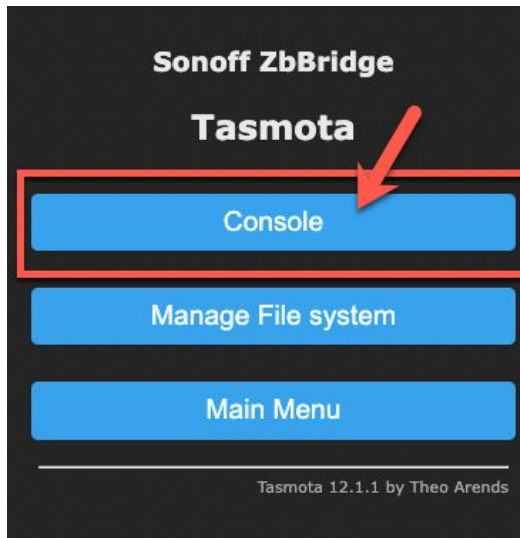 Sonoff ZbBridge
Tasmota
Console
Manage File system
Main Menu
Tasmota 12.1.1 by Theo Arends